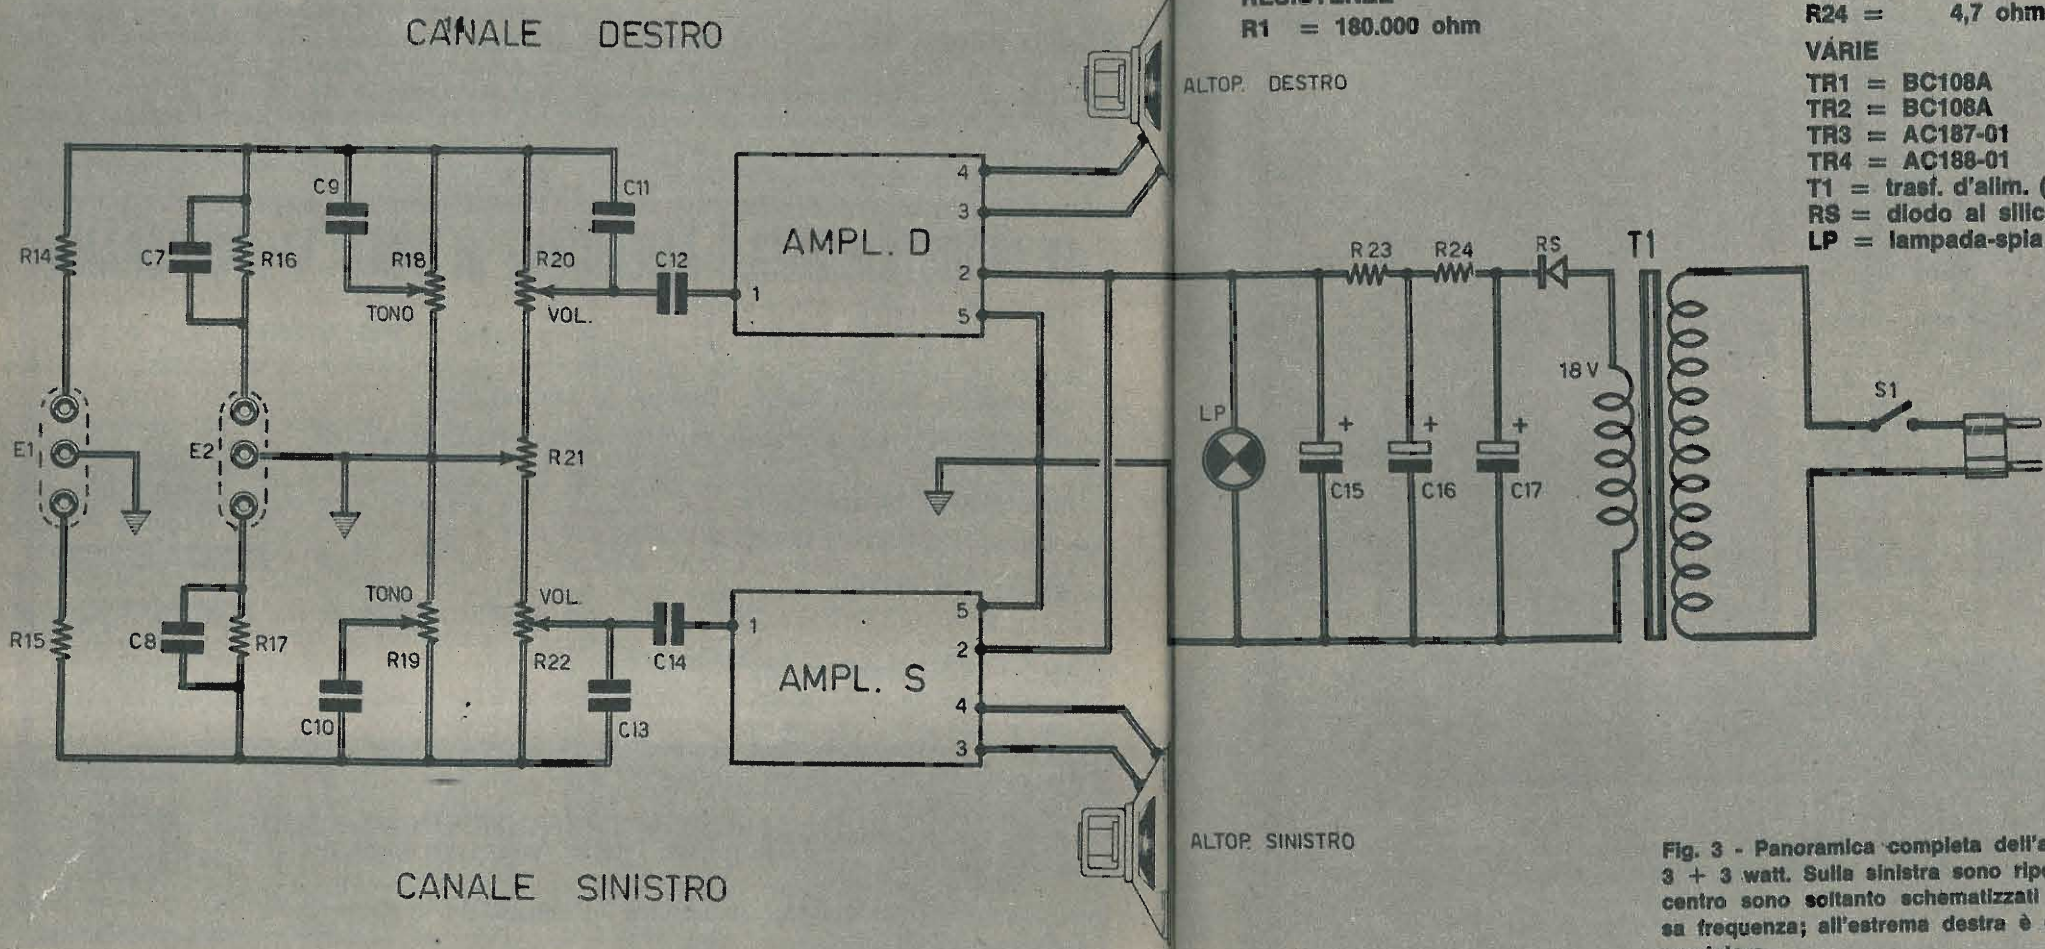 CANALE DESTRO
R1 = 180.000 ohm
R24 = 4,7 ohm
VARIE
TR1 = BC108A
TR2 = BC108A
TR3 = AC187-01
TR4 = AC188-01
T1 = trasf. d'alim. (
RS = diodo al silic
LP = lampada-spia
ALTOP. DESTRO
C9
C11
AMPL. D
4
3
2
5
1
R14
C7
R16
R18
TONO
R20
VOL.
C12
R23
R24
RS
T1
18 V
S1
LP
+
+
+
C15
C16
C17
E1
E2
R21
TONO
VOL.
R15
C8
R17
R19
R22
C14
C10
C13
AMPL. S
1
5
2
4
3
ALTOP. SINISTRO
CANALE SINISTRO
Fig. 3 - Panoramica completa dell'a
3 + 3 watt. Sulla sinistra sono ripo
centro sono soltanto schematizzati
sa frequenza; all'estrema destra è